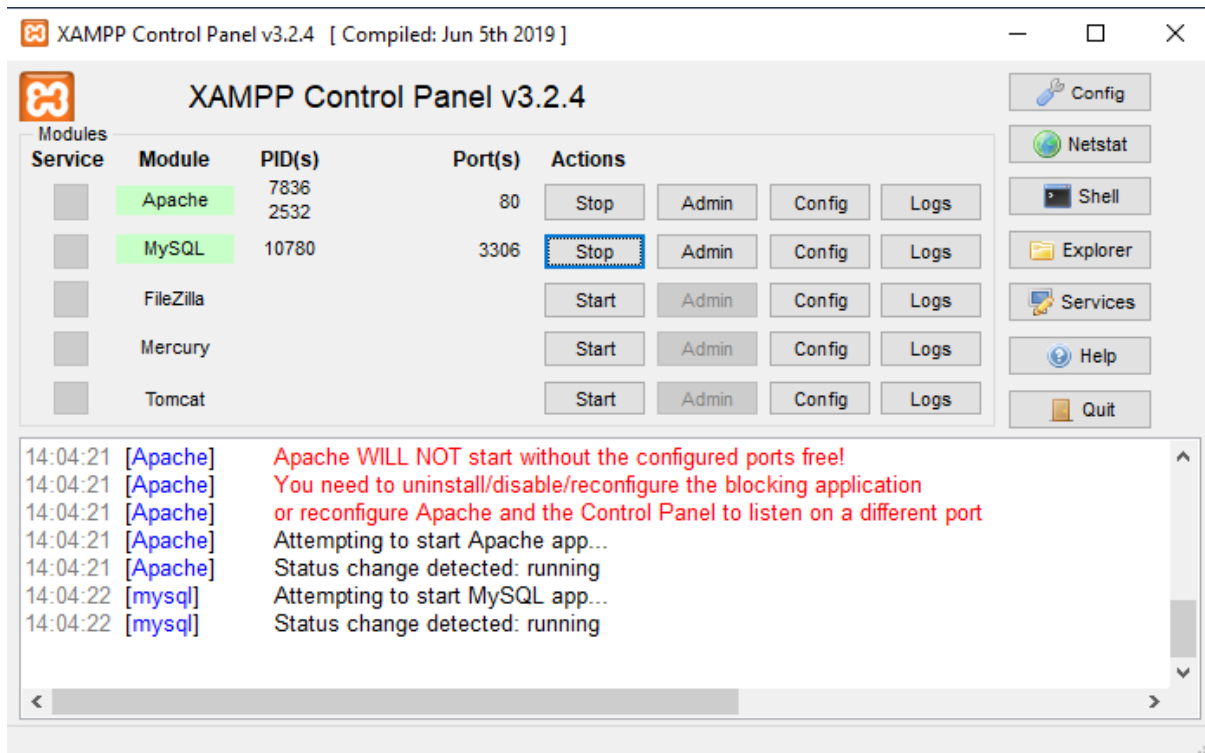 XAMPP Control Panel v3.2.4 [ Compiled: Jun 5th 2019 ]
XAMPP Control Panel v3.2.4
Config
Modules
Service Module PID(s) Port(s) Actions
Netstat
Apache 7836 2532 80 Stop Admin Config Logs
Shell
MySQL 10780 3306 Stop Admin Config Logs
Explorer
FileZilla Start Admin Config Logs
Services
Mercury Start Admin Config Logs
Help
Tomcat Start Admin Config Logs
Quit
14:04:21 [Apache] Apache WILL NOT start without the configured ports free!
14:04:21 [Apache] You need to uninstall/disable/reconfigure the blocking application
14:04:21 [Apache] or reconfigure Apache and the Control Panel to listen on a different port
14:04:21 [Apache] Attempting to start Apache app...
14:04:21 [Apache] Status change detected: running
14:04:22 [mysql] Attempting to start MySQL app...
14:04:22 [mysql] Status change detected: running